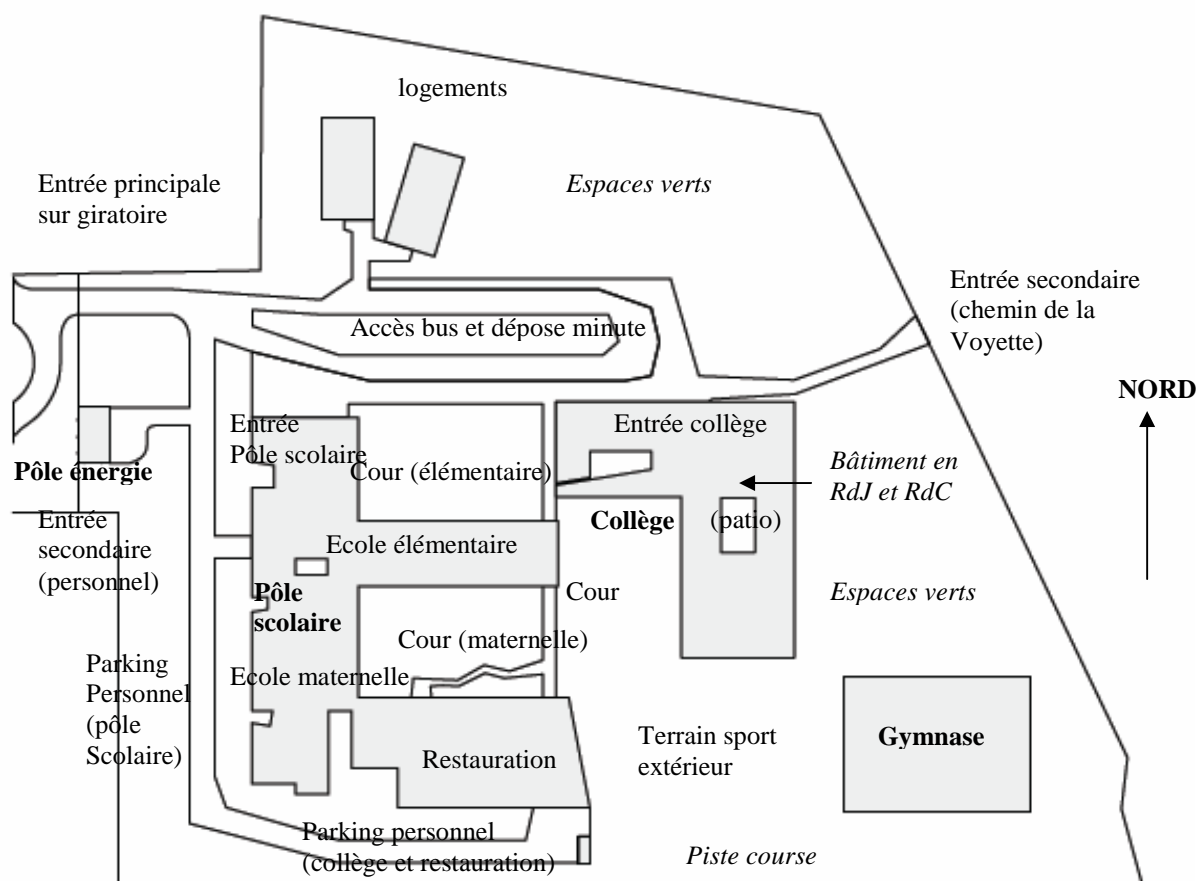 logements
Entrée principale
sur giratoire
Espaces verts
Entrée secondaire
(chemin de la
Voyette)
Accès bus et dépose minute
NORD
Entrée
Pôle scolaire
Cour (élémentaire)
Entrée collège
Bâtiment en
RdJ et RdC
Pôle énergie
Entrée
secondaire
(personnel)
Collège
(patio)
Ecole élémentaire
Pôle
scolaire
Cour
Espaces verts
Cour (maternelle)
Ecole maternelle
Parking
Personnel
(pôle
Scolaire)
Restauration
Terrain sport
extérieur
Gymnase
Parking personnel
(collège et restauration)
Piste course